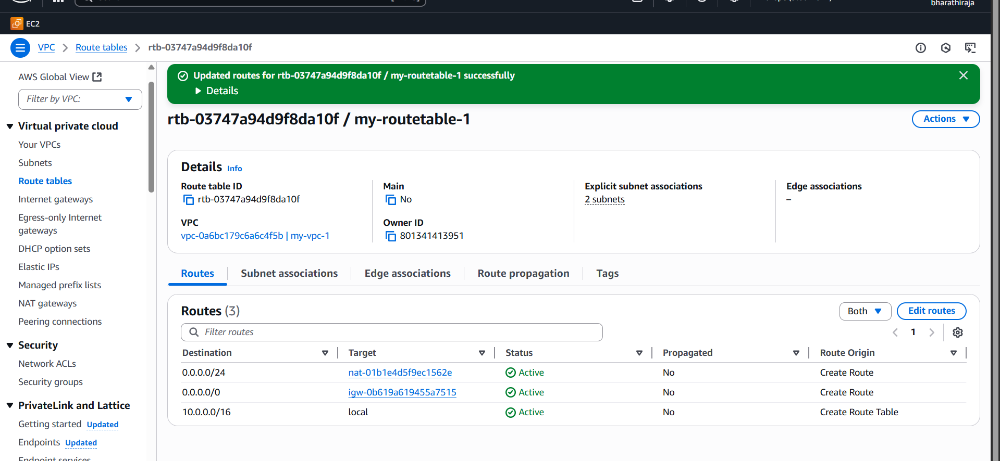 bharathiraja
EC2
VPC > Route tables > rtb-03747a94d9f8da10f
AWS Global View
Filter by VPC:
Virtual private cloud
Your VPCs
Subnets
Route tables
Internet gateways
Egress-only Internet
gateways
DHCP option sets
Elastic IPs
Managed prefix lists
NAT gateways
Peering connections
Security
Network ACLs
Security groups
PrivateLink and Lattice
Getting started Updated
Endpoints Updated
Endpoint services
Updated routes for rtb-03747a94d9f8da10f / my-routetable-1 successfully
Details
rtb-03747a94d9f8da10f / my-routetable-1
Actions
Details Info
Route table ID
rtb-03747a94d9f8da10f
Main
No
Explicit subnet associations
2 subnets
Edge associations
–
VPC
vpc-0a6bc179c6a6c4f5b | my-vpc-1
Owner ID
801341413951
Routes Subnet associations Edge associations Route propagation Tags
Routes (3)
Both
Edit routes
Filter routes
1
Destination Target Status Propagated Route Origin
0.0.0.0/24 nat-01b1e4d5f9ec1562e Active No Create Route
0.0.0.0/0 igw-0b619a619455a7515 Active No Create Route
10.0.0.0/16 local Active No Create Route Table